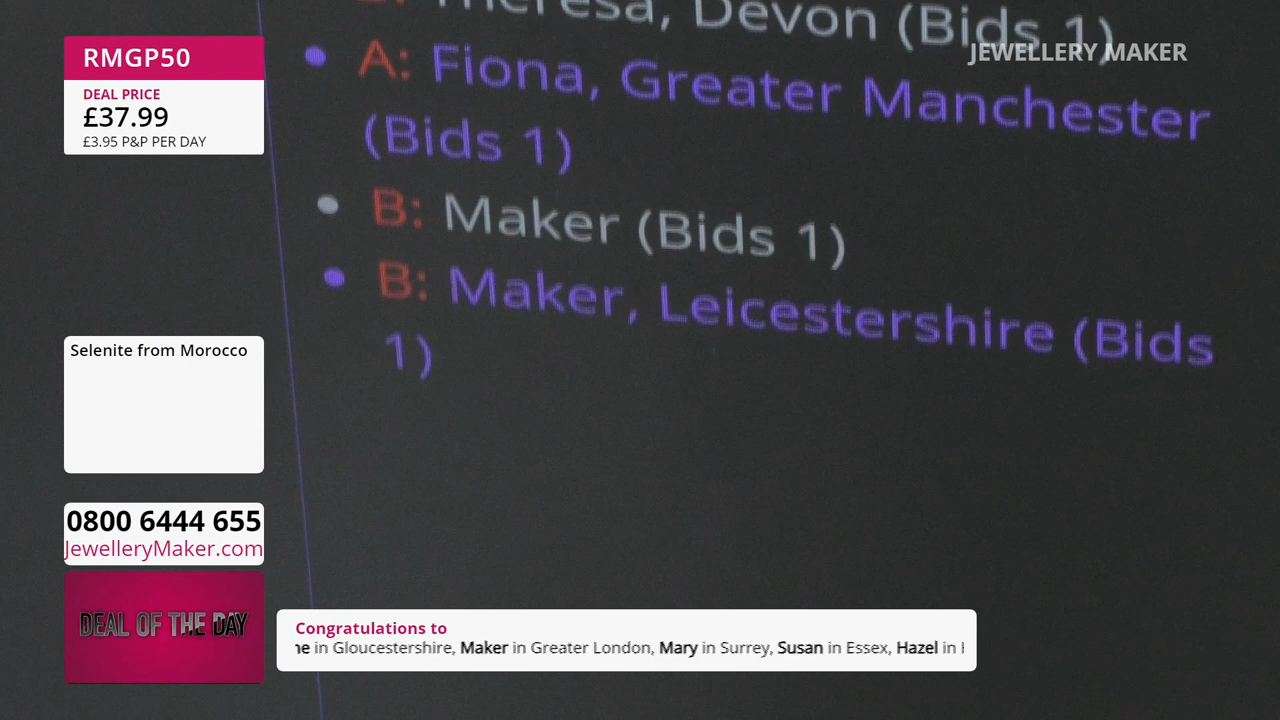 Theresa, Devon (Bids 1)
JEWELLERY MAKER
RMGP50
A: Fiona, Greater Manchester
(Bids 1)
DEAL PRICE
£37.99
£3.95 P&P PER DAY
B: Maker (Bids 1)
B: Maker, Leicestershire (Bids
1)
Selenite from Morocco
0800 6444 655
JewelleryMaker.com
DEAL OF THE DAY
Congratulations to
in Gloucestershire, Maker in Greater London, Mary in Surrey, Susan in Essex, Hazel in